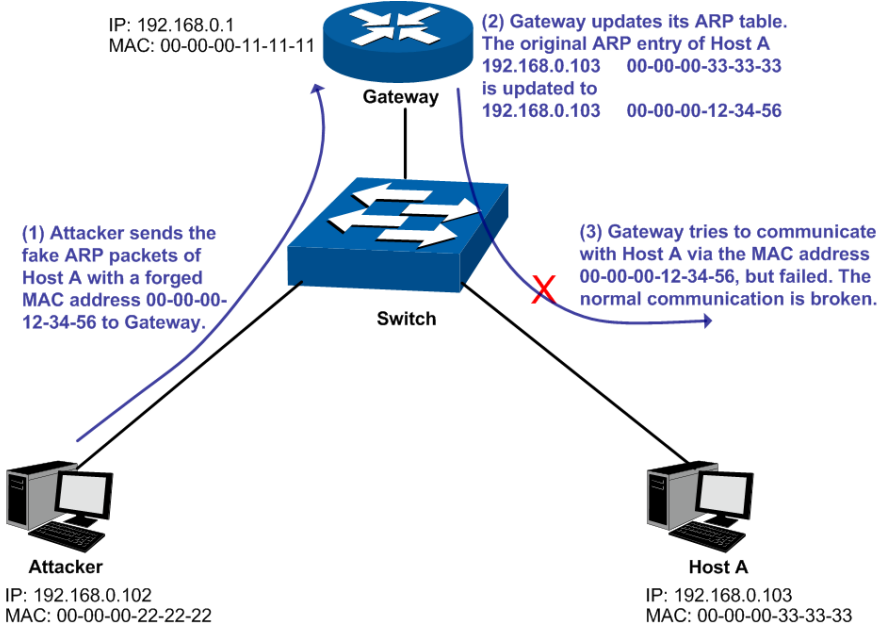 IP: 192.168.0.1
MAC: 00-00-00-11-11-11
Gateway
(2) Gateway updates its ARP table.
The original ARP entry of Host A
192.168.0.103 00-00-00-33-33-33
is updated to
192.168.0.103 00-00-00-12-34-56
(1) Attacker sends the
fake ARP packets of
Host A with a forged
MAC address 00-00-00-
12-34-56 to Gateway.
(3) Gateway tries to communicate
with Host A via the MAC address
00-00-00-12-34-56, but failed. The
normal communication is broken.
X
Switch
Attacker
IP: 192.168.0.102
MAC: 00-00-00-22-22-22
Host A
IP: 192.168.0.103
MAC: 00-00-00-33-33-33